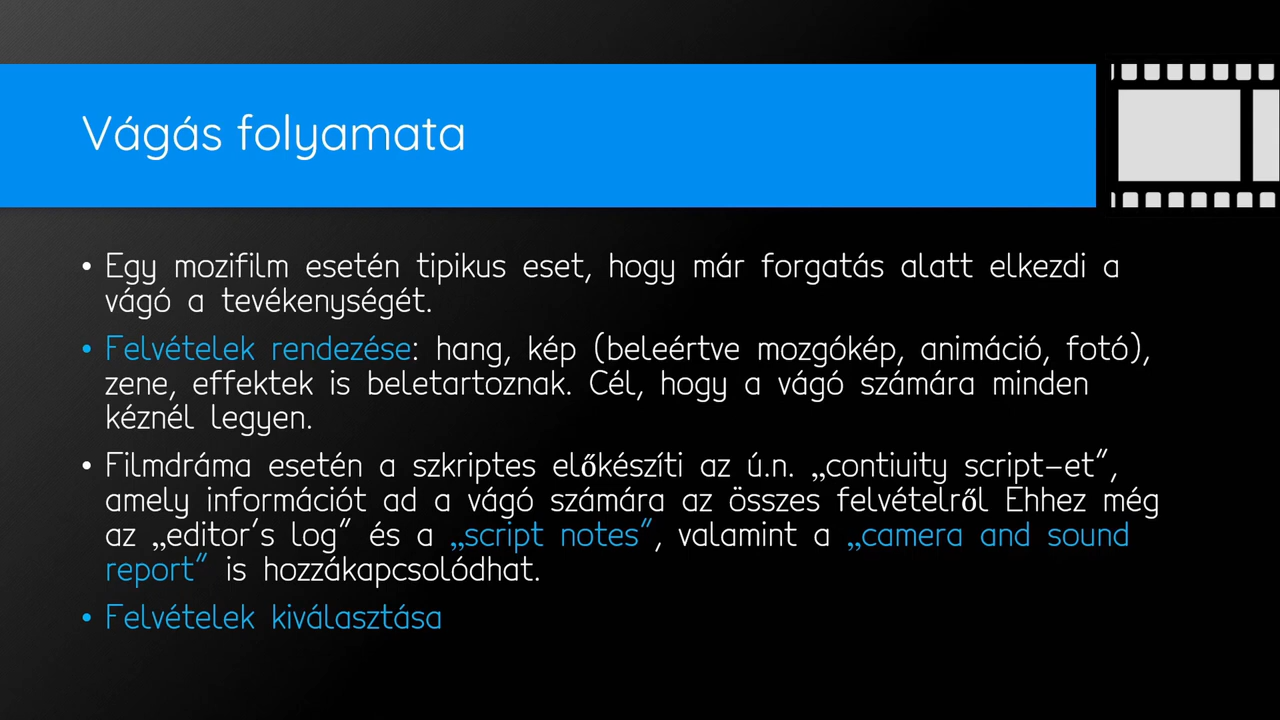 Vágás folyamata
• Egy mozifilm esetén tipikus eset, hogy már forgatás alatt elkezdi a
vágó a tevékenységét.
• Felvételek rendezése: hang, kép (beleértve mozgókép, animáció, fotó),
zene, effektek is beletartoznak. Cél, hogy a vágó számára minden
kéznél legyen.
• Filmdráma esetén a szkriptes előkészíti az ú.n. „contiuity script-et”,
amely információt ad a vágó számára az összes felvételről Ehhez még
az „editor’s log” és a „script notes”, valamint a „camera and sound
report” is hozzákapcsolódhat.
• Felvételek kiválasztása